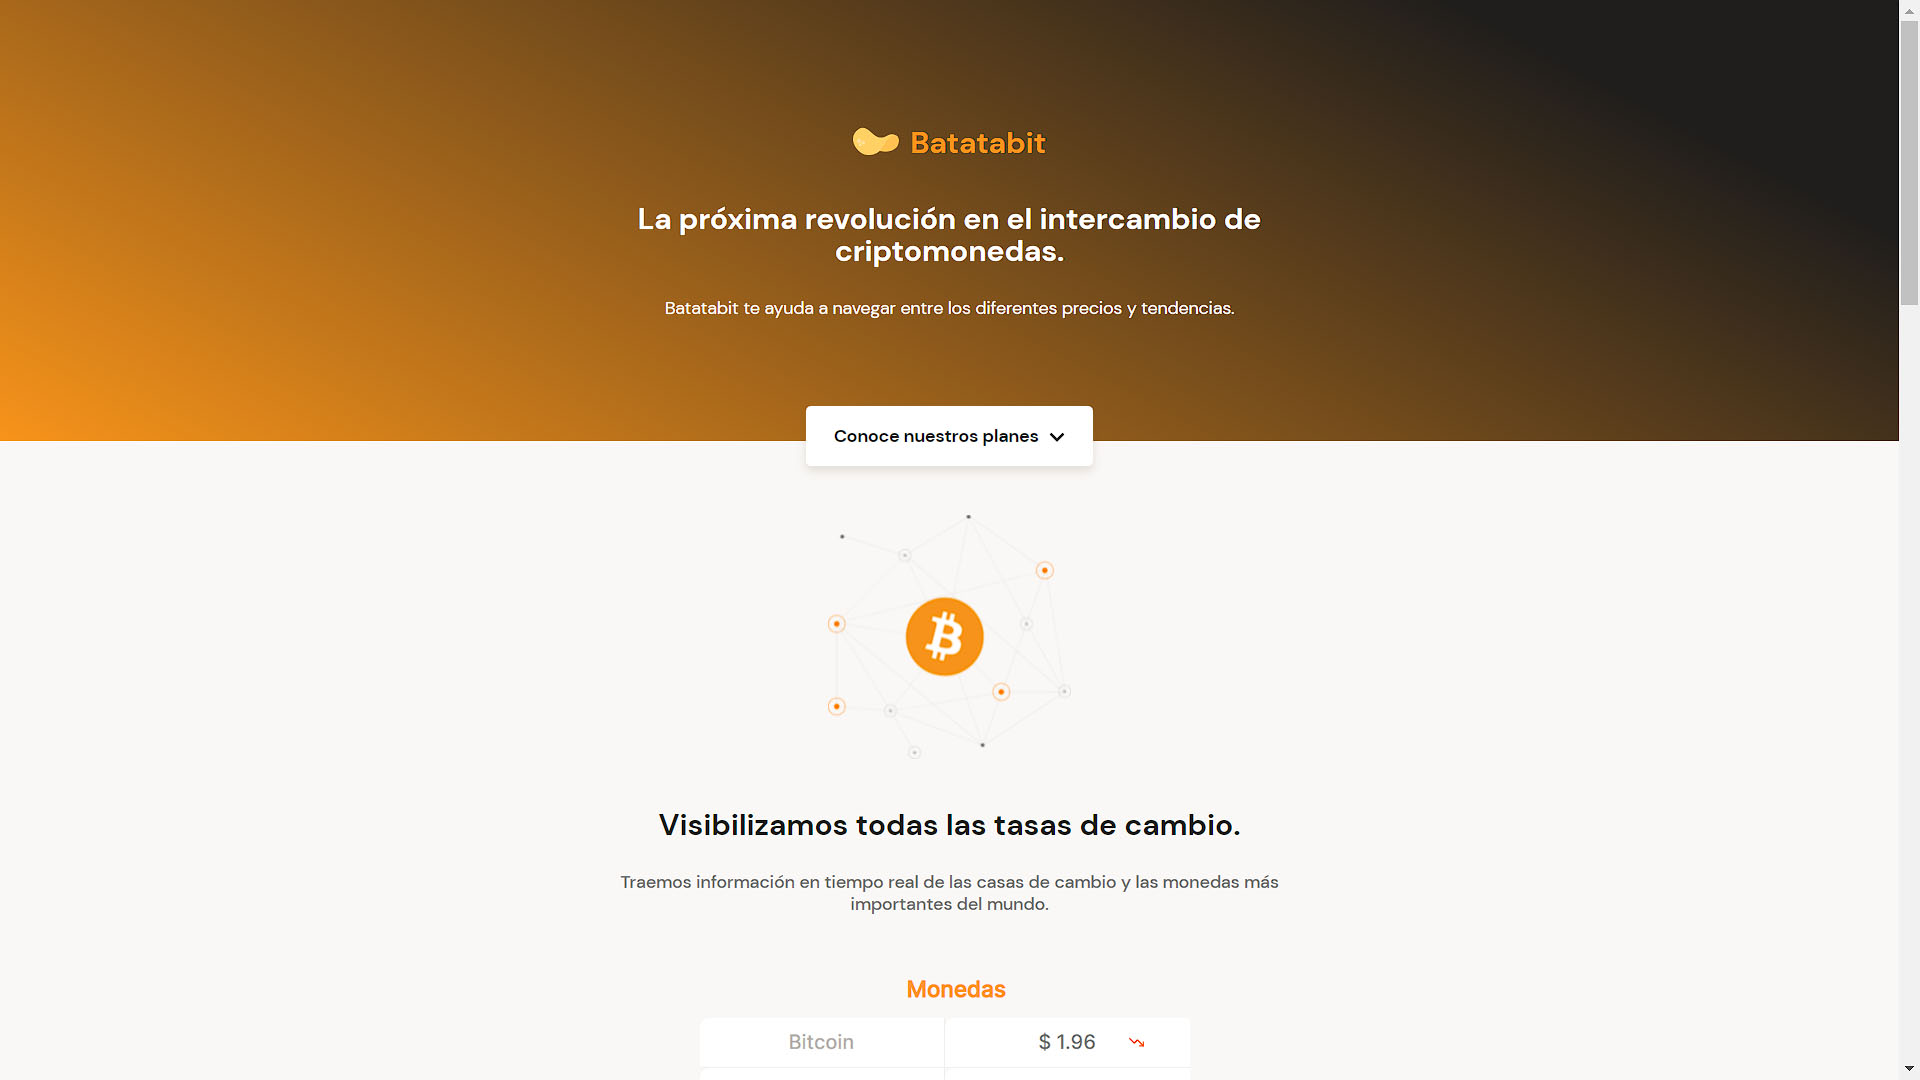 Batatabit
La próxima revolución en el intercambio de
criptomonedas.
Batatabit te ayuda a navegar entre los diferentes precios y tendencias.
Conoce nuestros planes
Visibilizamos todas las tasas de cambio.
Traemos información en tiempo real de las casas de cambio y las monedas más
importantes del mundo.
Monedas
Bitcoin $ 1.96